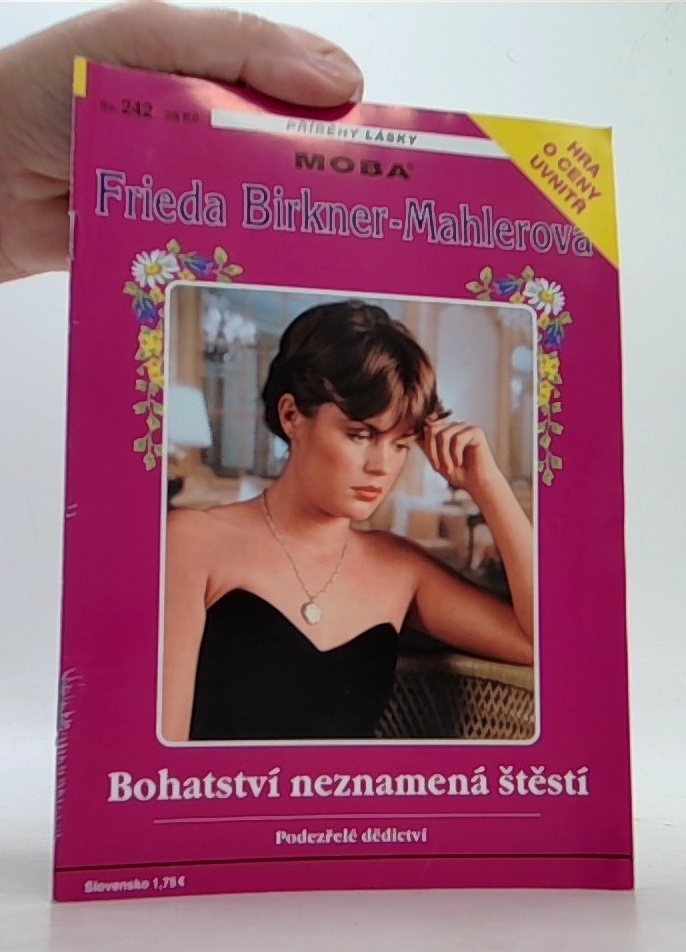 242
PŘÍBĚHY LÁSKY
MOBA
HRA
O CENY
UVNITŘ
Frieda Birkner-Mahlerová
Bohatství neznamená štěstí
Podezřelé dědictví
Slovensko 1,75€